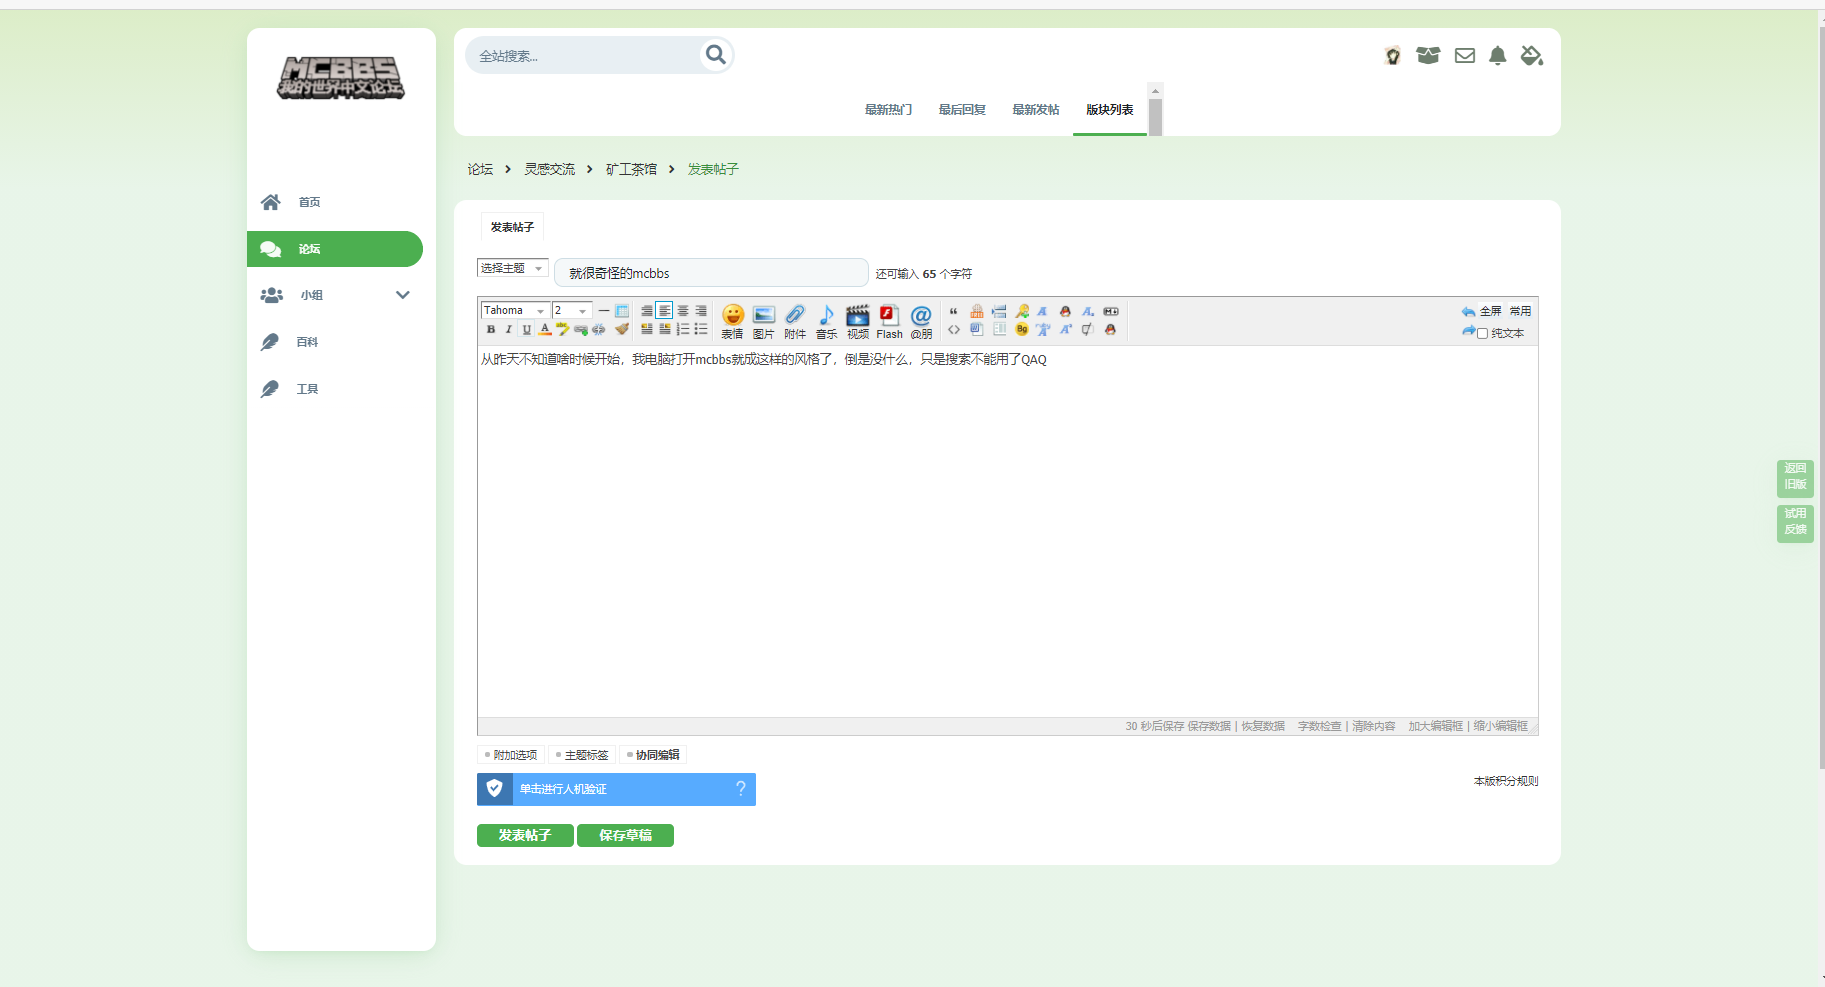 MCBBS
我的世界中文论坛
全站搜索...
最新热门
最后回复
最新发帖
版块列表
首页
论坛
小组
百科
工具
论坛 > 灵感交流 > 矿工茶馆 > 发表帖子
发表帖子
选择主题
就很奇怪的mcbbs
还可输入 65 个字符
Tahoma
2
B I U A
表情
图片
附件
音乐
视频
Flash
@朋
全屏
常用
纯文本
从昨天不知道啥时候开始，我电脑打开mcbbs就成这样的风格了，倒是没什么，只是搜索不能用了QAQ
30 秒后保存 保存数据 | 恢复数据 字数检查 | 清除内容 加大编辑框 | 缩小编辑框
附加选项
主题标签
协同编辑
单击进行人机验证
?
本版积分规则
发表帖子
保存草稿
返回
旧版
试用
反馈